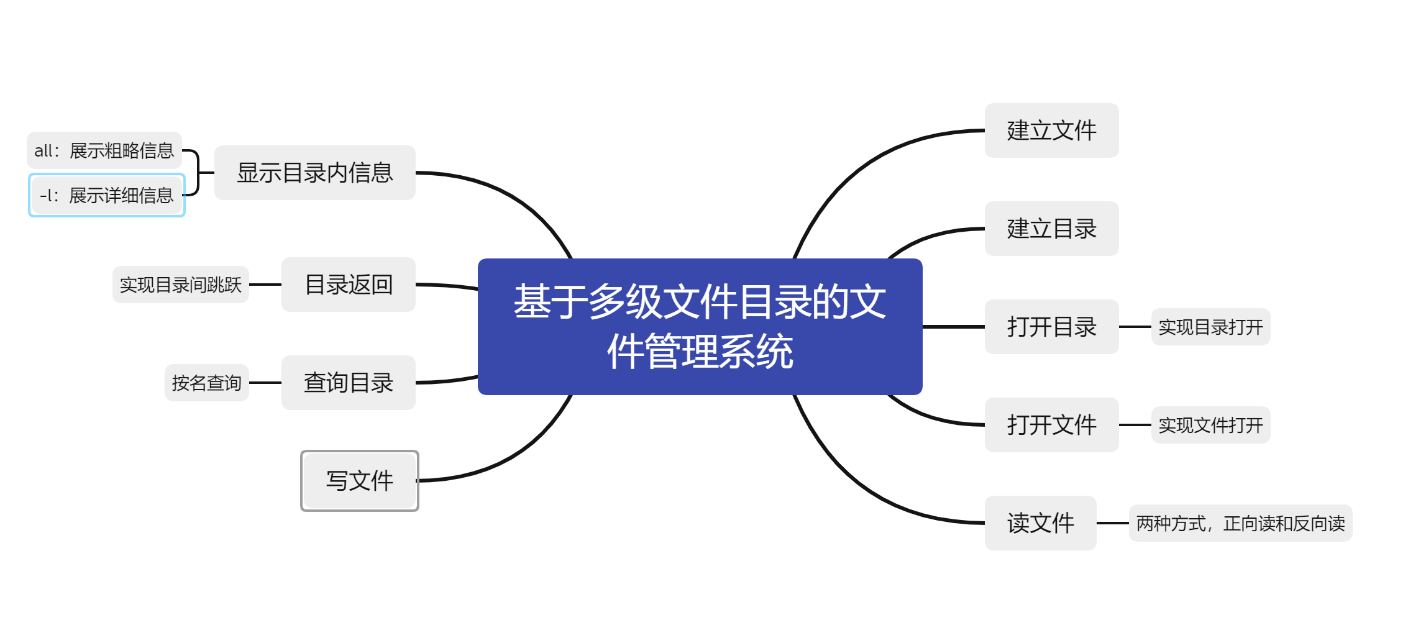 基于多级文件目录的文
件管理系统
建立文件
建立目录
打开目录
实现目录打开
打开文件
实现文件打开
读文件
两种方式，正向读和反向读
显示目录内信息
all：展示粗略信息
-l：展示详细信息
目录返回
实现目录间跳跃
查询目录
按名查询
写文件